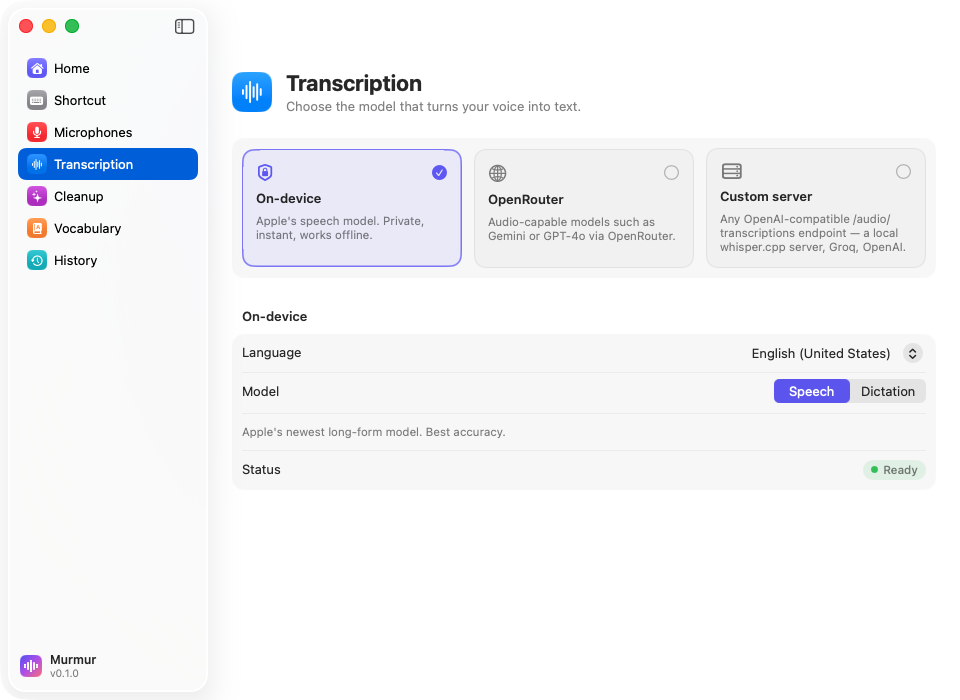 Home
Shortcut
Microphones
Transcription
Cleanup
Vocabulary
History
Murmur
v0.1.0
Transcription
Choose the model that turns your voice into text.
On-device
Apple's speech model. Private,
instant, works offline.
OpenRouter
Audio-capable models such as
Gemini or GPT-4o via OpenRouter.
Custom server
Any OpenAI-compatible /audio/
transcriptions endpoint — a local
whisper.cpp server, Groq, OpenAI.
On-device
Language English (United States)
Model Speech Dictation
Apple's newest long-form model. Best accuracy.
Status Ready